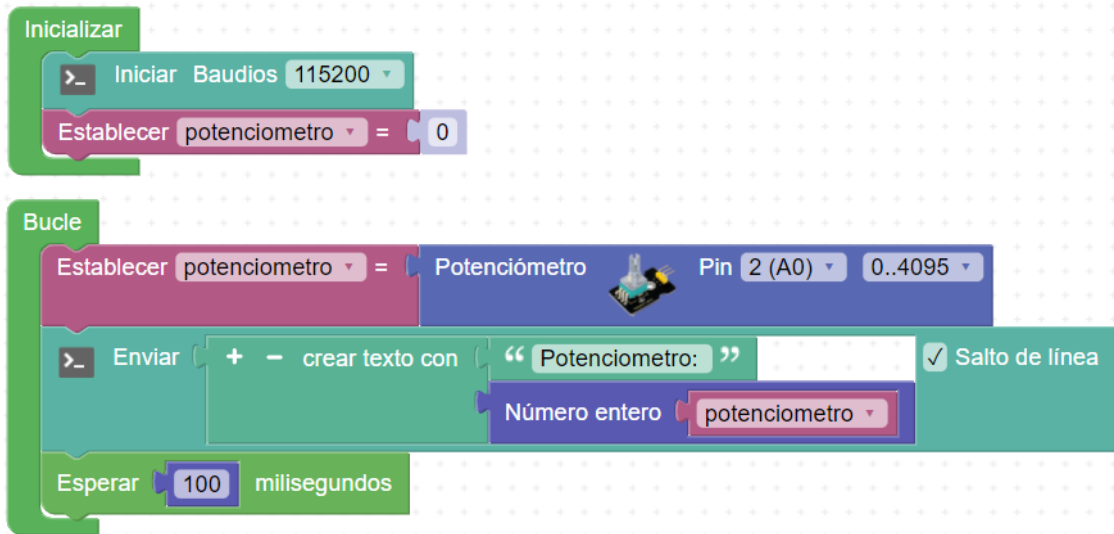 Inicializar
>_ Iniciar Baudios 115200
Establecer potenciometro = 0
Bucle
Establecer potenciometro = Potenciómetro Pin 2 (A0) 0..4095
>_ Enviar + - crear texto con “ Potenciometro: ” ✓ Salto de línea
Número entero potenciometro
Esperar 100 milisegundos